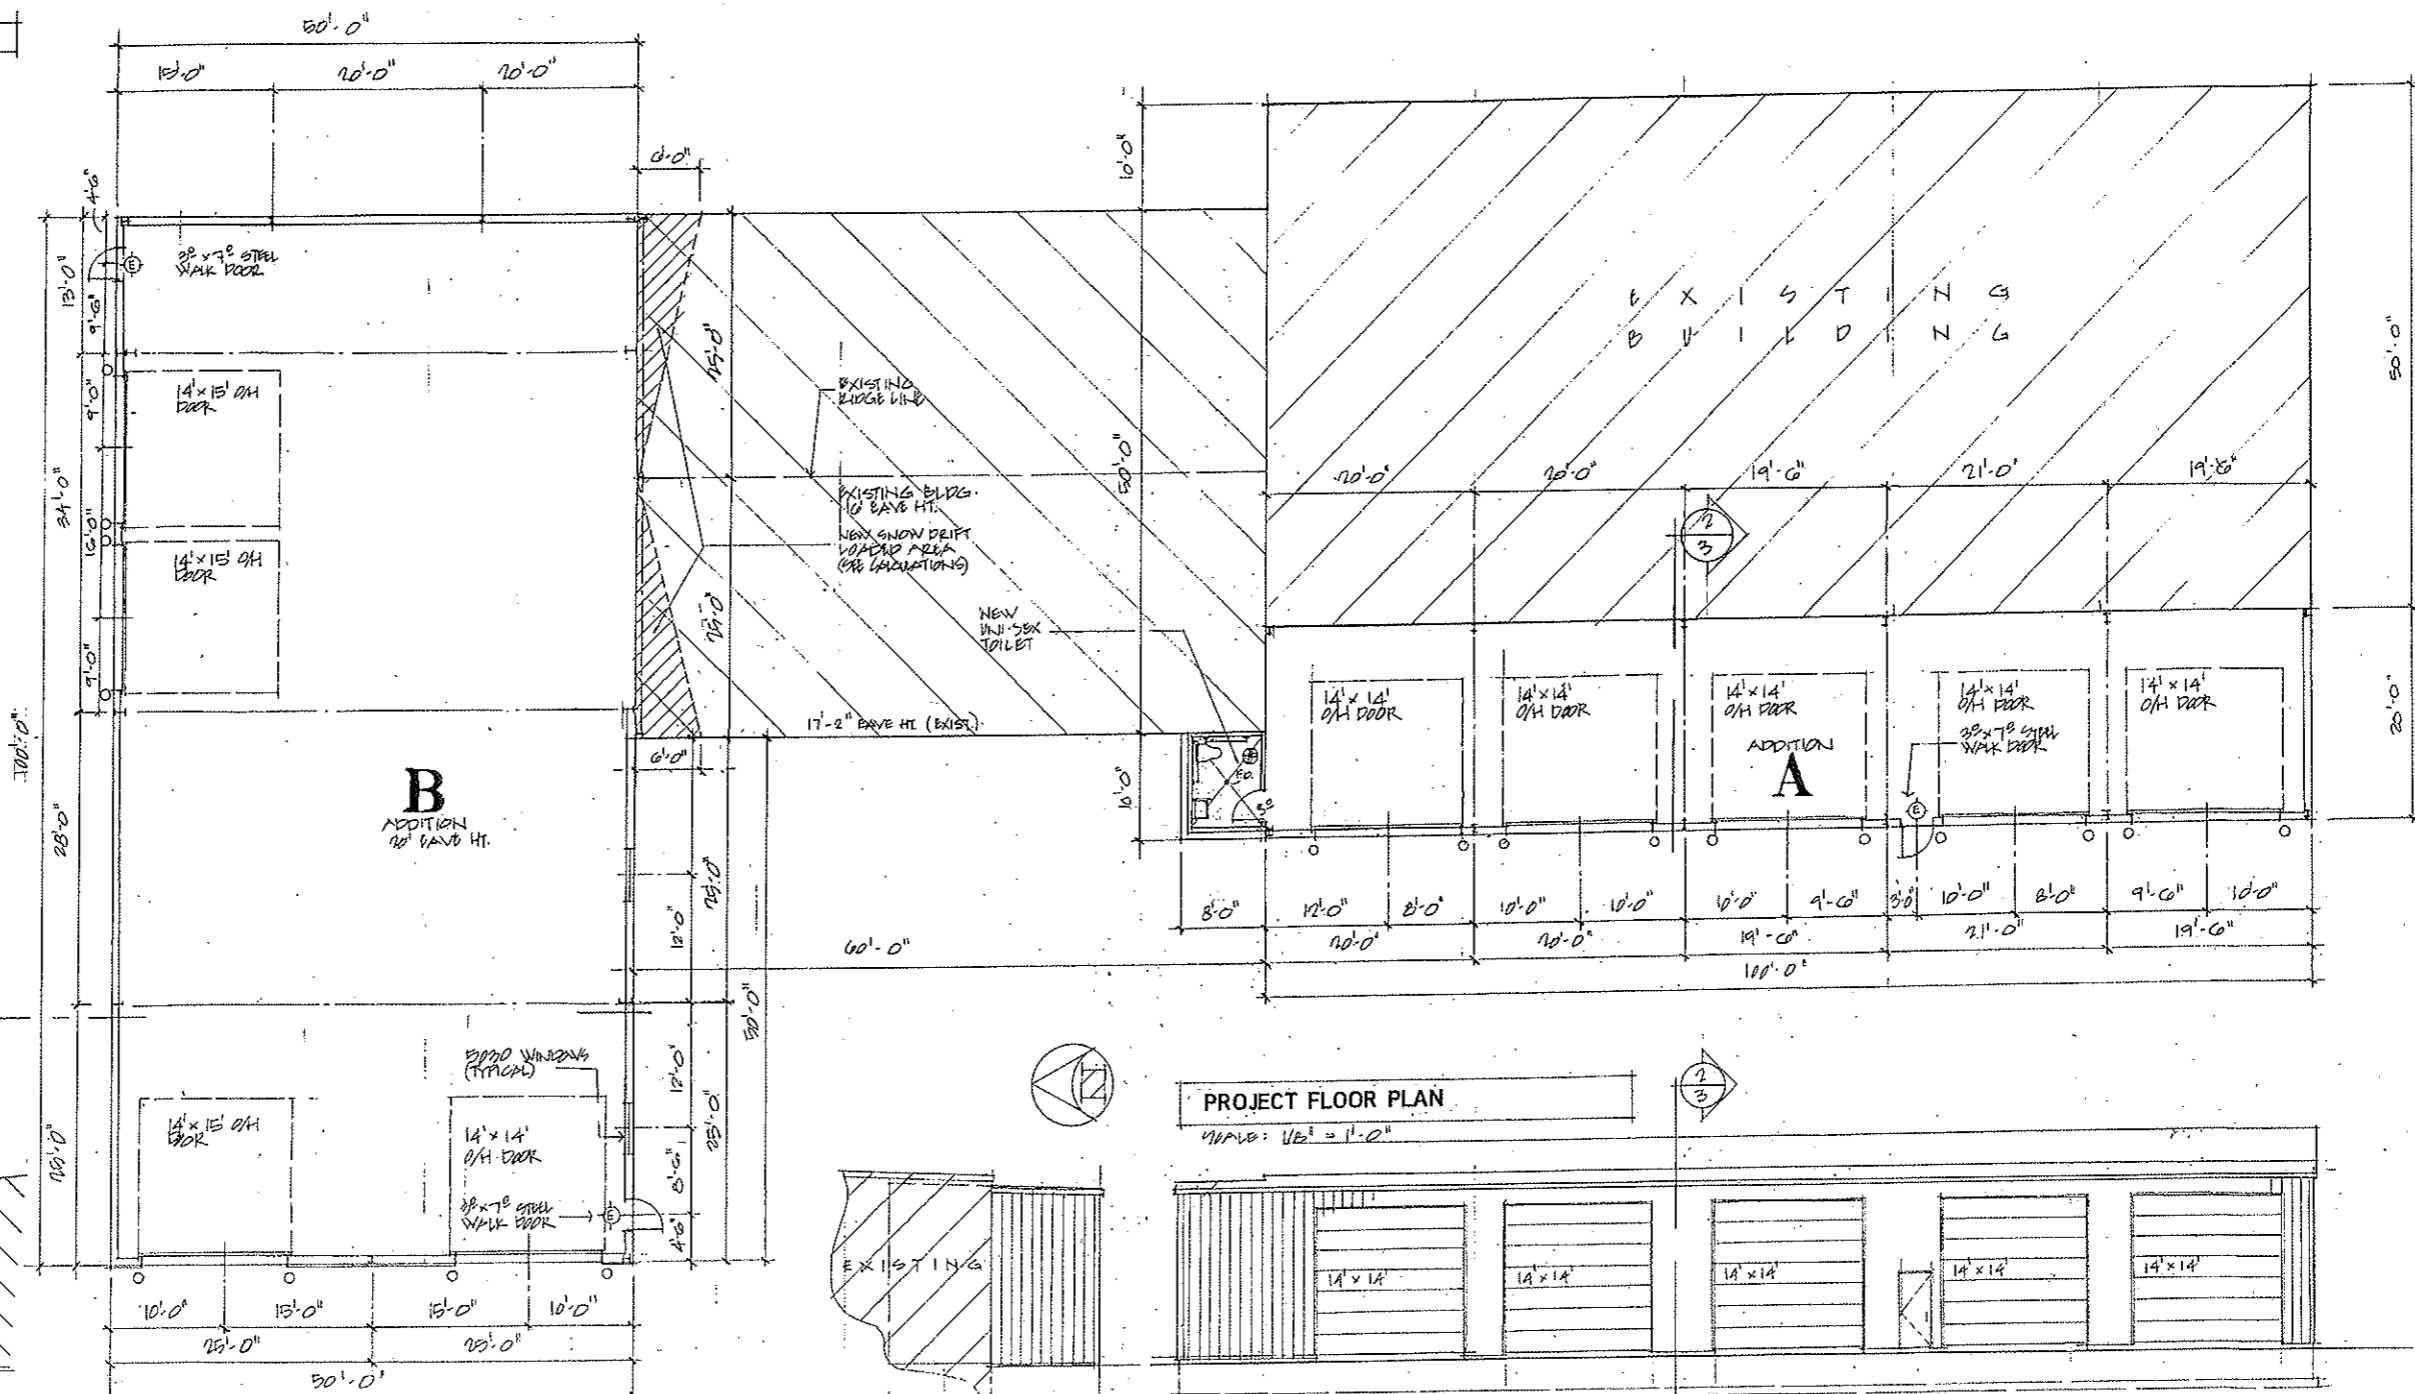 50'-0"
15'-0" 20'-0" 20'-0"
6'-0"
10'-0"
4'-6"
13'-0"
9'-6"
3⁰ x 7⁰ STEEL
WALK DOOR
E
EXISTING
BUILDING
50'-0"
14' x 15' O/H
DOOR
9'-0"
25'-0"
EXISTING
RIDGE LINE
50'-0"
20'-0" 20'-0" 19'-6" 21'-0" 19'-6"
34'-0"
16'-0"
EXISTING BLDG.
16' EAVE HT.
NEW SNOW DRIFT
LOADED AREA
(SEE CALCULATIONS)
2
3
14' x 15' O/H
DOOR
25'-0"
NEW
UNI-SEX
TOILET
9'-0"
100'-0"
17'-2" EAVE HT (EXIST.)
6'-0"
14' x 14'
O/H DOOR
14' x 14'
O/H DOOR
14' x 14'
O/H DOOR
14' x 14'
O/H DOOR
14' x 14'
O/H DOOR
20'-0"
3⁰ x 7⁰ STEEL
WALK DOOR
ADDITION
A
E
B
ADDITION
20' EAVE HT.
10'-0"
F.D.
3⁰
28'-0"
25'-0"
12'-0"
8'-0" 12'-0" 8'-0" 10'-0" 10'-0" 10'-0" 9'-6" 3'-0" 10'-0" 8'-0" 9'-6" 10'-0"
20'-0" 20'-0" 19'-6" 21'-0" 19'-6"
60'-0"
100'-0"
50'-0"
5030 WINDOWS
(TYPICAL)
12'-0"
25'-0"
25'-0"
14' x 15' O/H
DOOR
14' x 14'
O/H DOOR
8'-6"
3⁰ x 7⁰ STEEL
WALK DOOR
E
4'-6"
PROJECT FLOOR PLAN
SCALE: 1/8" = 1'-0"
2
3
10'-0" 15'-0" 15'-0" 10'-0"
25'-0" 25'-0"
50'-0"
EXISTING
14' x 14' 14' x 14' 14' x 14' 14' x 14' 14' x 14'